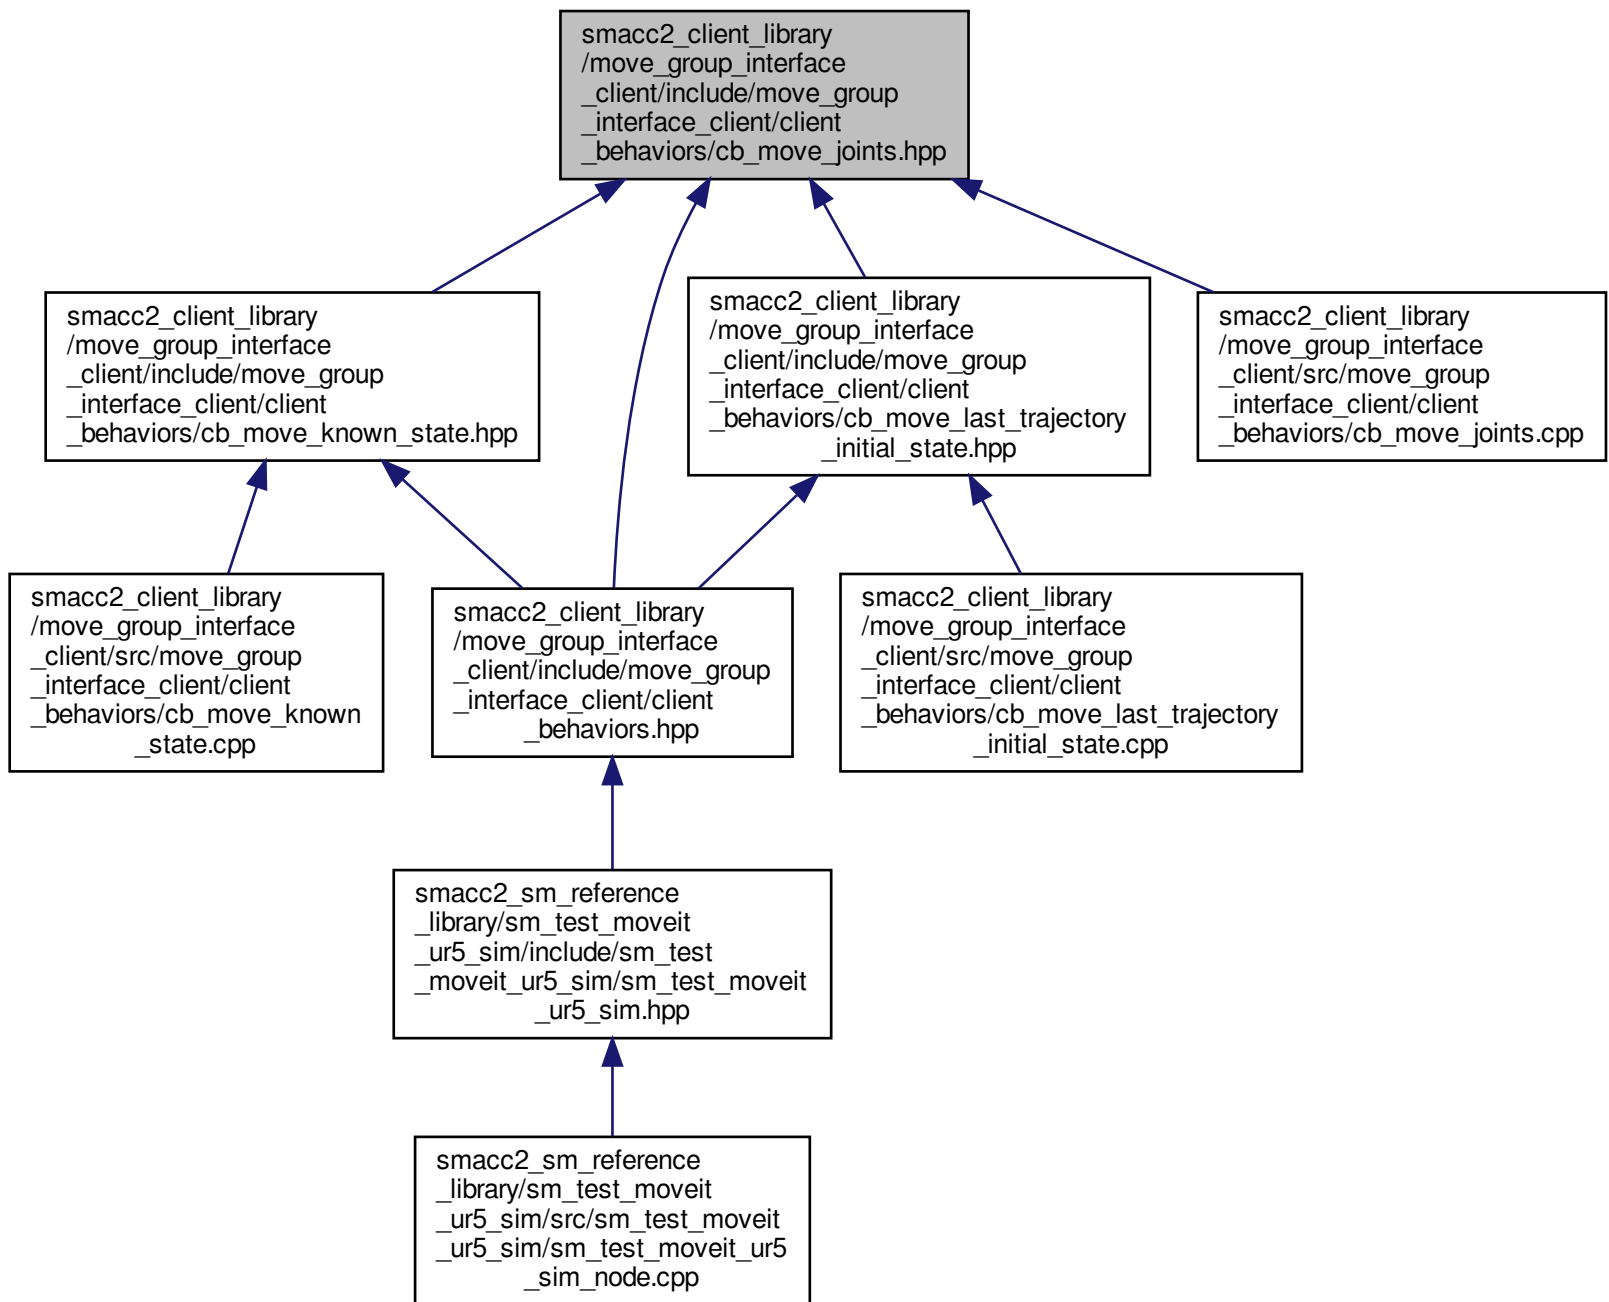 smacc2_client_library
/move_group_interface
_client/include/move_group
_interface_client/client
_behaviors/cb_move_joints.hpp
smacc2_client_library
/move_group_interface
_client/include/move_group
_interface_client/client
_behaviors/cb_move_known_state.hpp
smacc2_client_library
/move_group_interface
_client/include/move_group
_interface_client/client
_behaviors/cb_move_last_trajectory
_initial_state.hpp
smacc2_client_library
/move_group_interface
_client/src/move_group
_interface_client/client
_behaviors/cb_move_joints.cpp
smacc2_client_library
/move_group_interface
_client/src/move_group
_interface_client/client
_behaviors/cb_move_known
_state.cpp
smacc2_client_library
/move_group_interface
_client/include/move_group
_interface_client/client
_behaviors.hpp
smacc2_client_library
/move_group_interface
_client/src/move_group
_interface_client/client
_behaviors/cb_move_last_trajectory
_initial_state.cpp
smacc2_sm_reference
_library/sm_test_moveit
_ur5_sim/include/sm_test
_moveit_ur5_sim/sm_test_moveit
_ur5_sim.hpp
smacc2_sm_reference
_library/sm_test_moveit
_ur5_sim/src/sm_test_moveit
_ur5_sim/sm_test_moveit_ur5
_sim_node.cpp